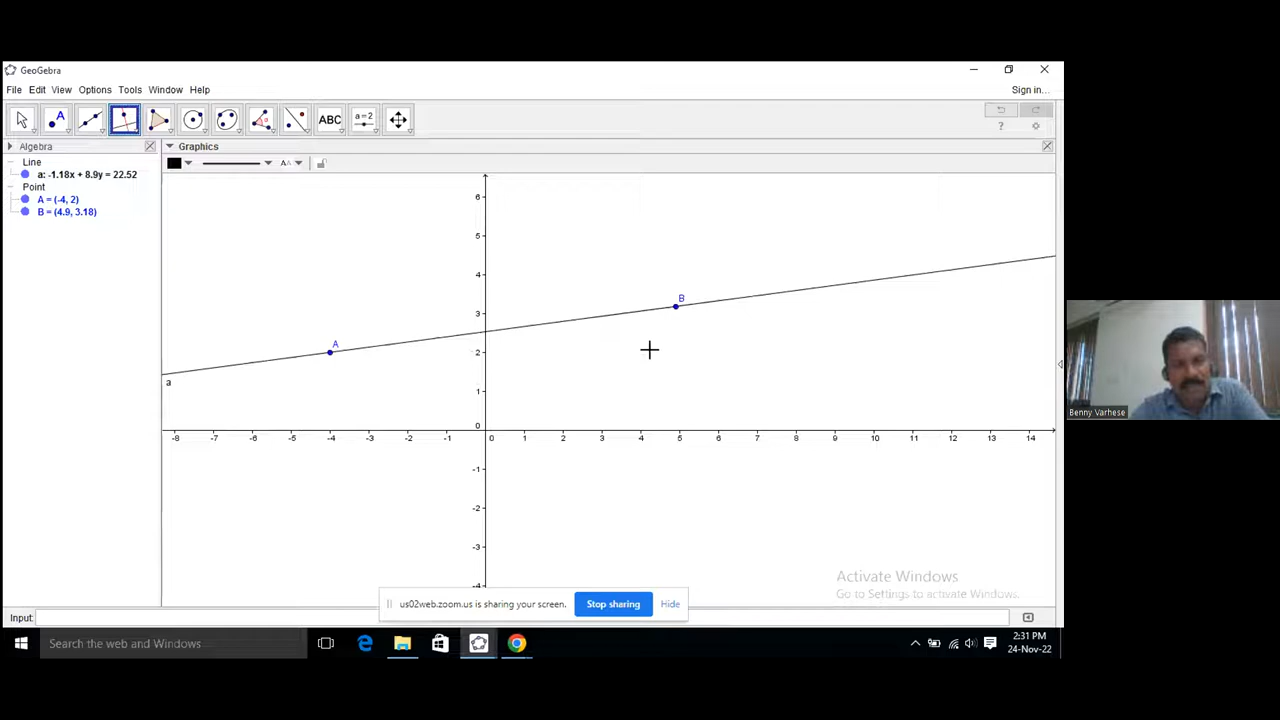 GeoGebra
File Edit View Options Tools Window Help
Sign in...
A
ABC
a=2
?
Algebra
Graphics
Line
a: -1.18x + 8.9y = 22.52
Point
A = (-4, 2)
B = (4.9, 3.18)
6
5
4
3
2
1
0
-1
-2
-3
-4
A
B
a
-8 -7 -6 -5 -4 -3 -2 -1 0 1 2 3 4 5 6 7 8 9 10 11 12 13 14
Benny Varhese
Activate Windows
Go to Settings to activate Windows.
us02web.zoom.us is sharing your screen.
Stop sharing
Hide
Input:
Search the web and Windows
2:31 PM
24-Nov-22